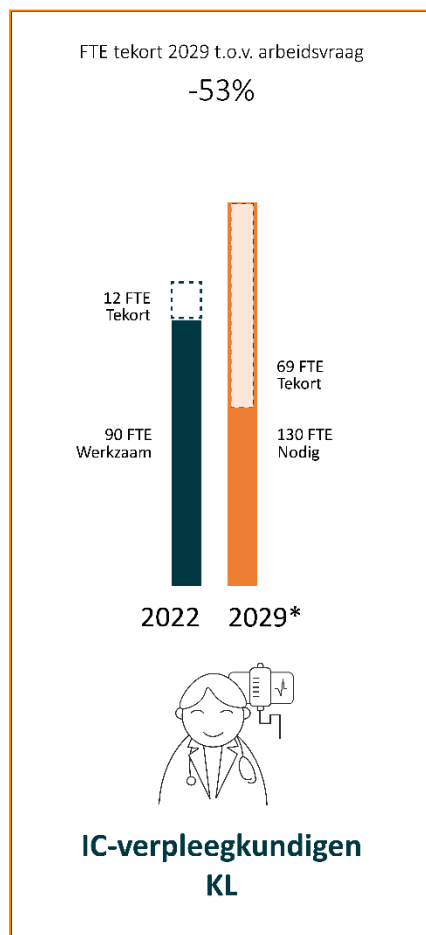 FTE tekort 2029 t.o.v. arbeidsvraag
-53%
12 FTE
Tekort
69 FTE
Tekort
90 FTE
Werkzaam
130 FTE
Nodig
2022
2029*
IC-verpleegkundigen
KL